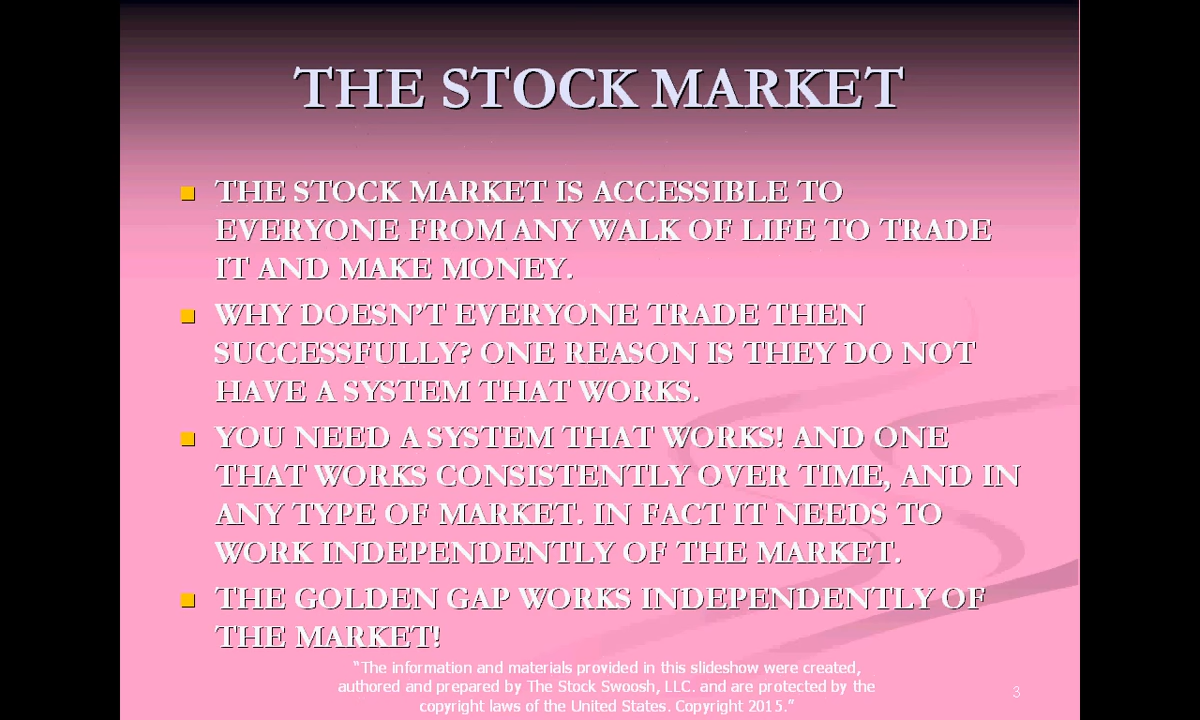 THE STOCK MARKET
THE STOCK MARKET IS ACCESSIBLE TO
EVERYONE FROM ANY WALK OF LIFE TO TRADE
IT AND MAKE MONEY.
WHY DOESN’T EVERYONE TRADE THEN
SUCCESSFULLY? ONE REASON IS THEY DO NOT
HAVE A SYSTEM THAT WORKS.
YOU NEED A SYSTEM THAT WORKS! AND ONE
THAT WORKS CONSISTENTLY OVER TIME, AND IN
ANY TYPE OF MARKET. IN FACT IT NEEDS TO
WORK INDEPENDENTLY OF THE MARKET.
THE GOLDEN GAP WORKS INDEPENDENTLY OF
THE MARKET!
“The information and materials provided in this slideshow were created,
authored and prepared by The Stock Swoosh, LLC. and are protected by the
copyright laws of the United States. Copyright 2015.”
3